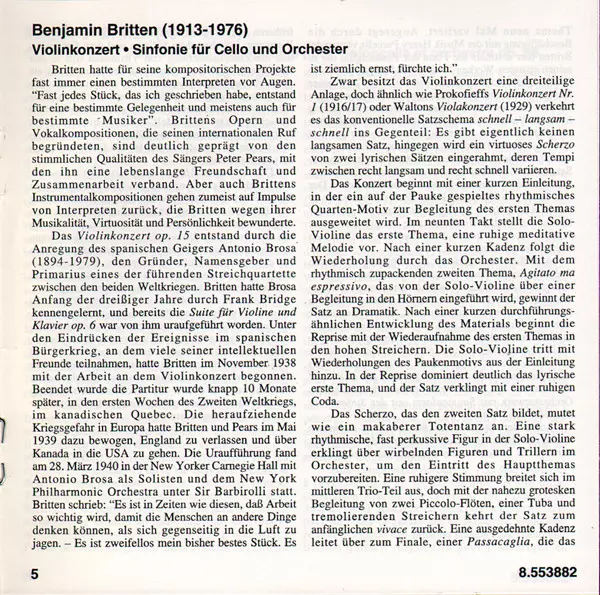 Benjamin Britten (1913-1976)
Violinkonzert • Sinfonie für Cello und Orchester
Britten hatte für seine kompositorischen Projekte
fast immer einen bestimmten Interpreten vor Augen.
"Fast jedes Stück, das ich geschrieben habe, entstand
für eine bestimmte Gelegenheit und meistens auch für
bestimmte Musiker". Brittens Opern und
Vokalkompositionen, die seinen internationalen Ruf
begründeten, sind deutlich geprägt von den
stimmlichen Qualitäten des Sängers Peter Pears, mit
den ihn eine lebenslange Freundschaft und
Zusammenarbeit verband. Aber auch Brittens
Instrumentalkompositionen gehen zumeist auf Impulse
von Interpreten zurück, die Britten wegen ihrer
Musikalität, Virtuosität und Persönlichkeit bewunderte.
Das Violinkonzert op. 15 entstand durch die
Anregung des spanischen Geigers Antonio Brosa
(1894-1979), den Gründer, Namensgeber und
Primarius eines der führenden Streichquartette
zwischen den beiden Weltkriegen. Britten hatte Brosa
Anfang der dreißiger Jahre durch Frank Bridge
kennengelernt, und bereits die Suite für Violine und
Klavier op. 6 war von ihm uraufgeführt worden. Unter
den Eindrücken der Ereignisse im spanischen
Bürgerkrieg, an dem viele seiner intellektuellen
Freunde teilnahmen, hatte Britten im November 1938
mit der Arbeit an dem Violinkonzert begonnen.
Beendet wurde die Partitur wurde knapp 10 Monate
später, in den ersten Wochen des Zweiten Weltkriegs,
im kanadischen Quebec. Die heraufziehende
Kriegsgefahr in Europa hatte Britten und Pears im Mai
1939 dazu bewogen, England zu verlassen und über
Kanada in die USA zu gehen. Die Uraufführung fand
am 28. März 1940 in der New Yorker Carnegie Hall mit
Antonio Brosa als Solisten und dem New York
Philharmonic Orchestra unter Sir Barbirolli statt.
Britten schrieb: "Es ist in Zeiten wie diesen, daß Arbeit
so wichtig wird, damit die Menschen an andere Dinge
denken können, als sich gegenseitig in die Luft zu
jagen. – Es ist zweifellos mein bisher bestes Stück. Es
ist ziemlich ernst, fürchte ich."
Zwar besitzt das Violinkonzert eine dreiteilige
Anlage, doch ähnlich wie Prokofieffs Violinkonzert Nr.
1 (1916/17) oder Waltons Violakonzert (1929) verkehrt
es das konventionelle Satzschema schnell – langsam –
schnell ins Gegenteil: Es gibt eigentlich keinen
langsamen Satz, hingegen wird ein virtuoses Scherzo
von zwei lyrischen Sätzen eingerahmt, deren Tempi
zwischen recht langsam und recht schnell variieren.
Das Konzert beginnt mit einer kurzen Einleitung,
in der ein auf der Pauke gespieltes rhythmisches
Quarten-Motiv zur Begleitung des ersten Themas
ausgeweitet wird. Im neunten Takt stellt die Solo-
Violine das erste Thema, eine ruhige meditative
Melodie vor. Nach einer kurzen Kadenz folgt die
Wiederholung durch das Orchester. Mit dem
rhythmisch zupackenden zweiten Thema, Agitato ma
espressivo, das von der Solo-Violine über einer
Begleitung in den Hörnern eingeführt wird, gewinnt der
Satz an Dramatik. Nach einer kurzen durchführungs-
ähnlichen Entwicklung des Materials beginnt die
Reprise mit der Wiederaufnahme des ersten Themas in
den hohen Streichern. Die Solo-Violine tritt mit
Wiederholungen des Paukenmotivs aus der Einleitung
hinzu. In der Reprise dominiert deutlich das lyrische
erste Thema, und der Satz verklingt mit einer ruhigen
Coda.
Das Scherzo, das den zweiten Satz bildet, mutet
wie ein makaberer Totentanz an. Eine stark
rhythmische, fast perkussive Figur in der Solo-Violine
erklingt über wirbelnden Figuren und Trillern im
Orchester, um den Eintritt des Hauptthemas
vorzubereiten. Eine ruhigere Stimmung breitet sich im
mittleren Trio-Teil aus, doch mit der nahezu grotesken
Begleitung von zwei Piccolo-Flöten, einer Tuba und
tremolierenden Streichern kehrt der Satz zum
anfänglichen vivace zurück. Eine ausgedehnte Kadenz
leitet über zum Finale, einer Passacaglia, die das
5
8.553882